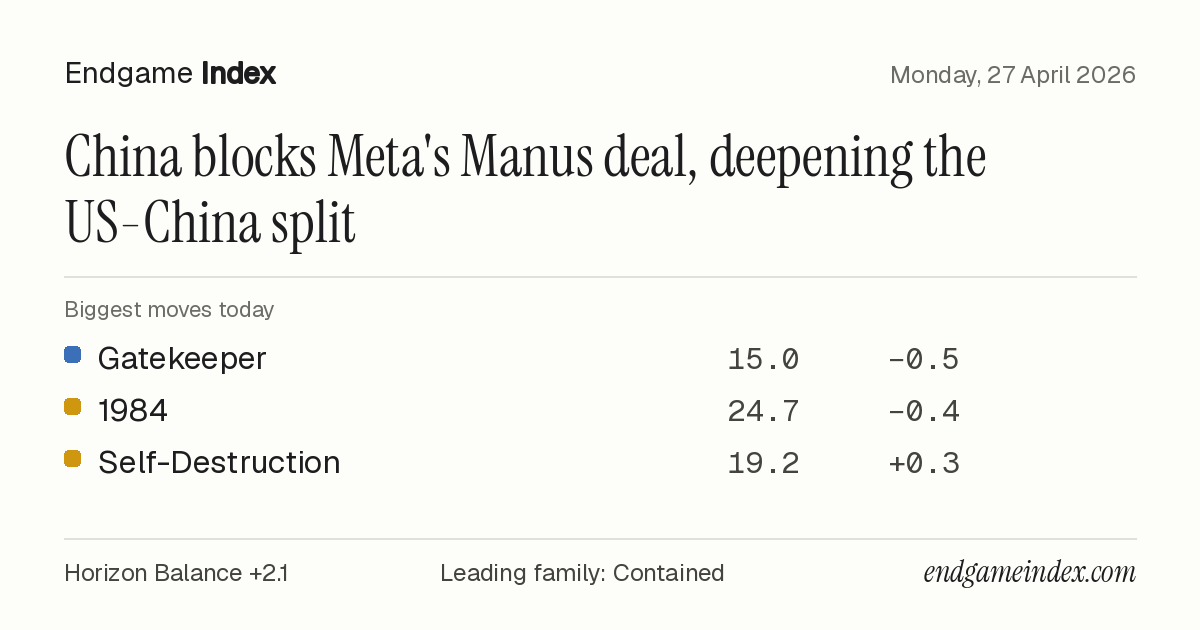 Endgame Index
Monday, 27 April 2026
China blocks Meta's Manus deal, deepening the
US–China split
Biggest moves today
Gatekeeper 15.0 −0.5
1984 24.7 −0.4
Self–Destruction 19.2 +0.3
Horizon Balance +2.1
Leading family: Contained
endgameindex.com